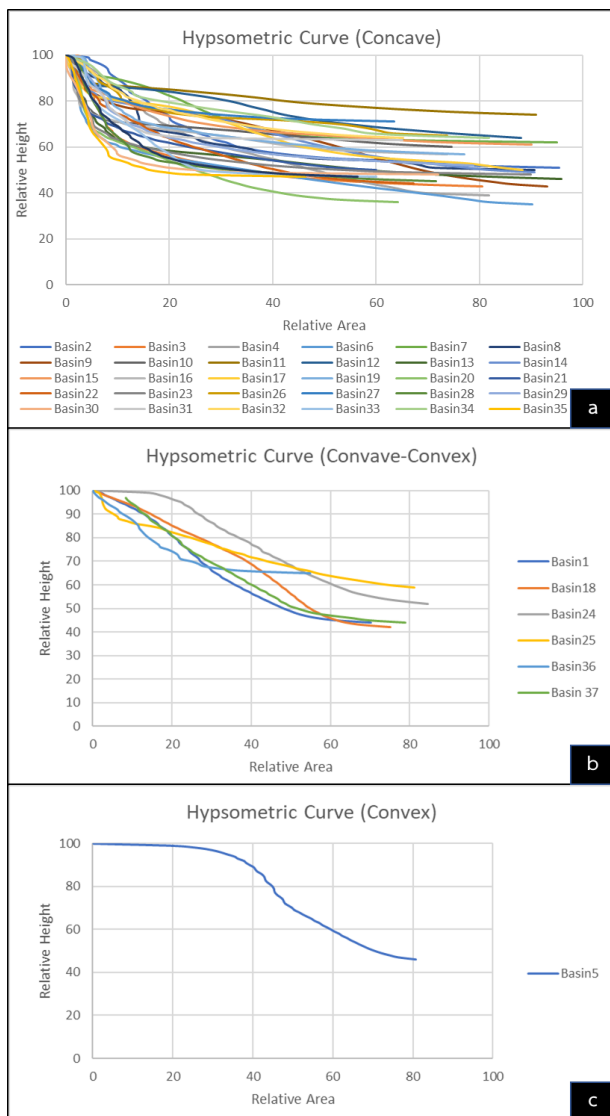 Hypsometric Curve (Concave)
Relative Height
100
80
60
40
20
0
0 20 40 60 80 100
Relative Area
Basin2 Basin3 Basin4 Basin6 Basin7 Basin8
Basin9 Basin10 Basin11 Basin12 Basin13 Basin14
Basin15 Basin16 Basin17 Basin19 Basin20 Basin21
Basin22 Basin23 Basin26 Basin27 Basin28 Basin29
Basin30 Basin31 Basin32 Basin33 Basin34 Basin35
a
Hypsometric Curve (Convave-Convex)
Relative Height
100
90
80
70
60
50
40
30
20
10
0
0 20 40 60 80 100
Relative Area
Basin1
Basin18
Basin24
Basin25
Basin36
Basin 37
b
Hypsometric Curve (Convex)
Relative Height
100
80
60
40
20
0
0 20 40 60 80 100
Relative Area
Basin5
c